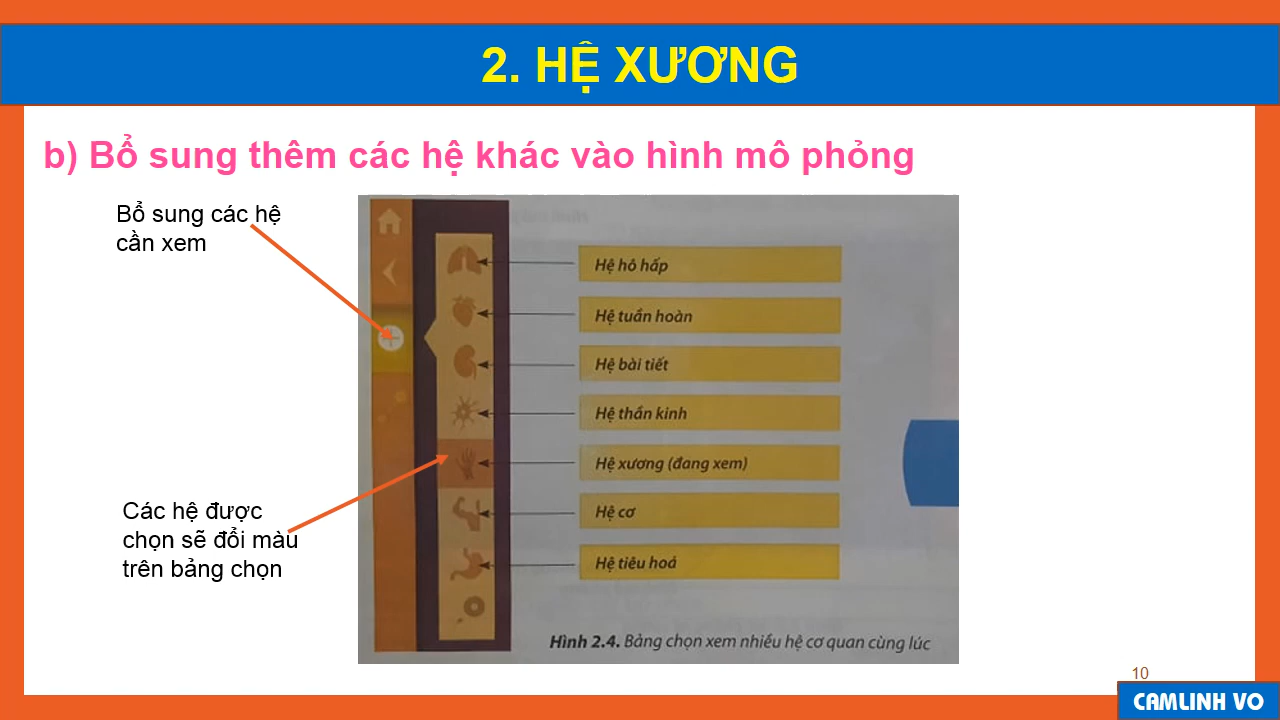 2. HỆ XƯƠNG
b) Bổ sung thêm các hệ khác vào hình mô phỏng
Bổ sung các hệ
cần xem
Hệ hô hấp
Hệ tuần hoàn
Hệ bài tiết
Hệ thần kinh
Hệ xương (đang xem)
Hệ cơ
Hệ tiêu hoá
Các hệ được
chọn sẽ đổi màu
trên bảng chọn
Hình 2.4. Bảng chọn xem nhiều hệ cơ quan cùng lúc
10
CAMLINH VO